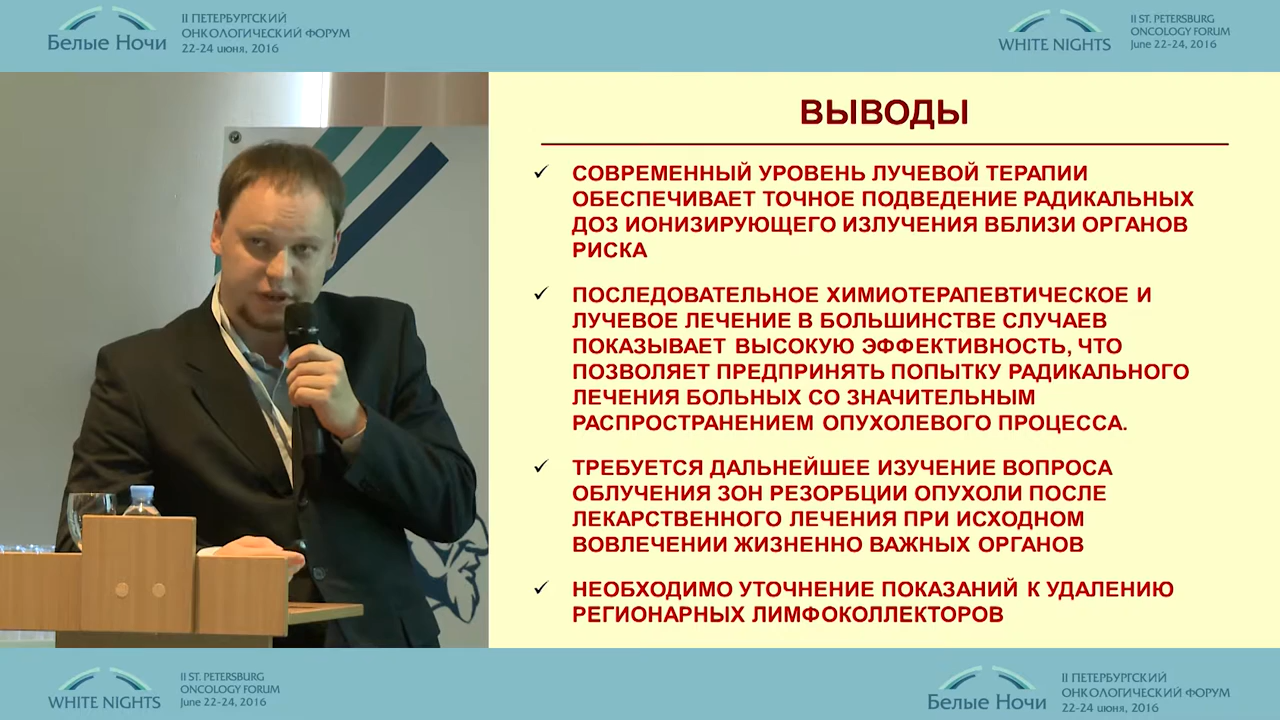 Белые Ночи
II ПЕТЕРБУРГСКИЙ
ОНКОЛОГИЧЕСКИЙ ФОРУМ
22-24 июня, 2016
WHITE NIGHTS
II ST. PETERSBURG
ONCOLOGY FORUM
June 22-24, 2016
ВЫВОДЫ
СОВРЕМЕННЫЙ УРОВЕНЬ ЛУЧЕВОЙ ТЕРАПИИ
ОБЕСПЕЧИВАЕТ ТОЧНОЕ ПОДВЕДЕНИЕ РАДИКАЛЬНЫХ
ДОЗ ИОНИЗИРУЮЩЕГО ИЗЛУЧЕНИЯ ВБЛИЗИ ОРГАНОВ
РИСКА
ПОСЛЕДОВАТЕЛЬНОЕ ХИМИОТЕРАПЕВТИЧЕСКОЕ И
ЛУЧЕВОЕ ЛЕЧЕНИЕ В БОЛЬШИНСТВЕ СЛУЧАЕВ
ПОКАЗЫВАЕТ ВЫСОКУЮ ЭФФЕКТИВНОСТЬ, ЧТО
ПОЗВОЛЯЕТ ПРЕДПРИНЯТЬ ПОПЫТКУ РАДИКАЛЬНОГО
ЛЕЧЕНИЯ БОЛЬНЫХ СО ЗНАЧИТЕЛЬНЫМ
РАСПРОСТРАНЕНИЕМ ОПУХОЛЕВОГО ПРОЦЕССА.
ТРЕБУЕТСЯ ДАЛЬНЕЙШЕЕ ИЗУЧЕНИЕ ВОПРОСА
ОБЛУЧЕНИЯ ЗОН РЕЗОРБЦИИ ОПУХОЛИ ПОСЛЕ
ЛЕКАРСТВЕННОГО ЛЕЧЕНИЯ ПРИ ИСХОДНОМ
ВОВЛЕЧЕНИИ ЖИЗНЕННО ВАЖНЫХ ОРГАНОВ
НЕОБХОДИМО УТОЧНЕНИЕ ПОКАЗАНИЙ К УДАЛЕНИЮ
РЕГИОНАРНЫХ ЛИМФОКОЛЛЕКТОРОВ
WHITE NIGHTS
II ST. PETERSBURG
ONCOLOGY FORUM
June 22-24, 2016
Белые Ночи
II ПЕТЕРБУРГСКИЙ
ОНКОЛОГИЧЕСКИЙ ФОРУМ
22-24 июня, 2016